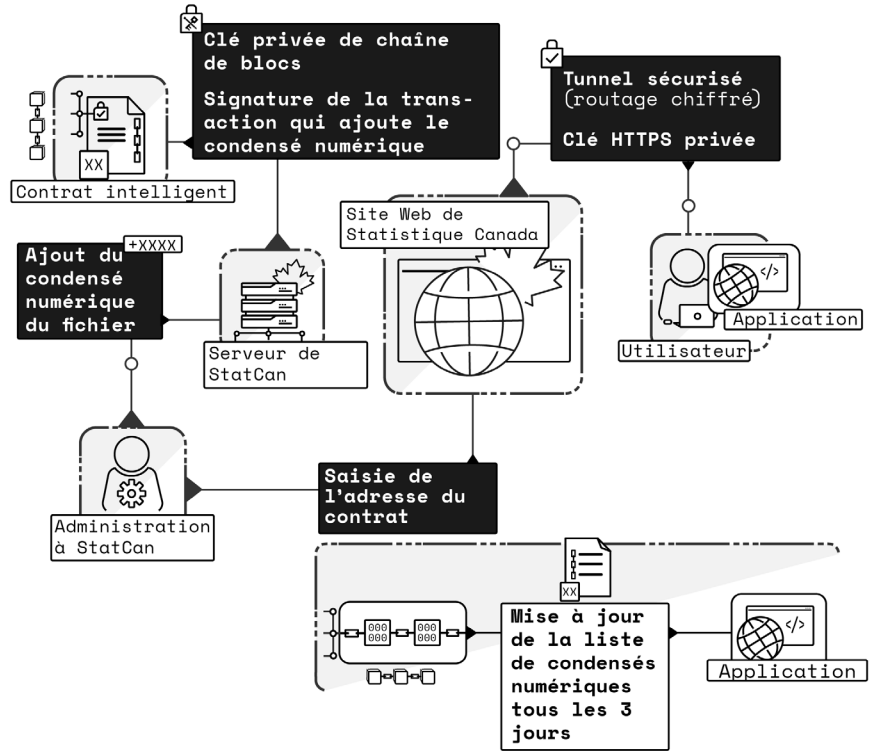 Clé privée de chaîne
de blocs
Signature de la trans-
action qui ajoute le
condensé numérique
Tunnel sécurisé
(routage chiffré)
Clé HTTPS privée
XX
Contrat intelligent
Site Web de
Statistique Canada
+XXXX
Ajout du
condensé
numérique
du fichier
</>
Application
Utilisateur
Serveur de
StatCan
Saisie de
l'adresse du
contrat
Administration
à StatCan
XX
000
000
000
000
Mise à jour
de la liste
de condensés
numériques
tous les 3
jours
</>
Application